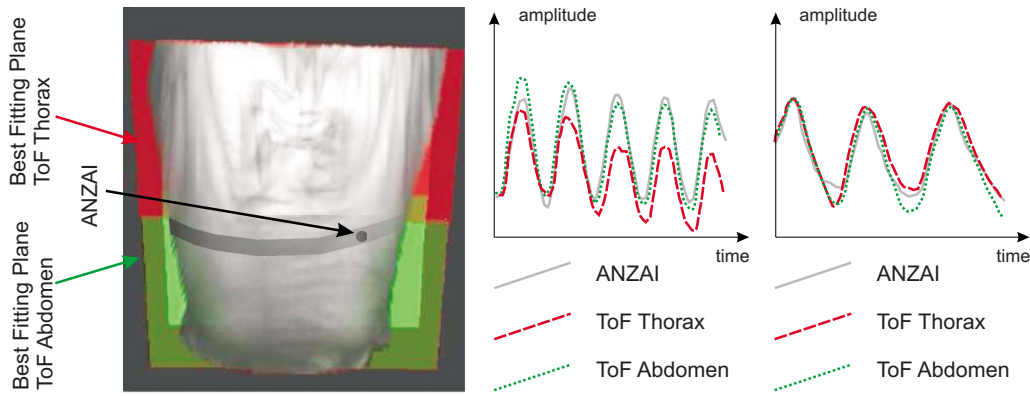 Best Fitting Plane
ToF Thorax
ANZAI
Best Fitting Plane
ToF Abdomen
amplitude
time
ANZAI
ToF Thorax
ToF Abdomen
amplitude
time
ANZAI
ToF Thorax
ToF Abdomen